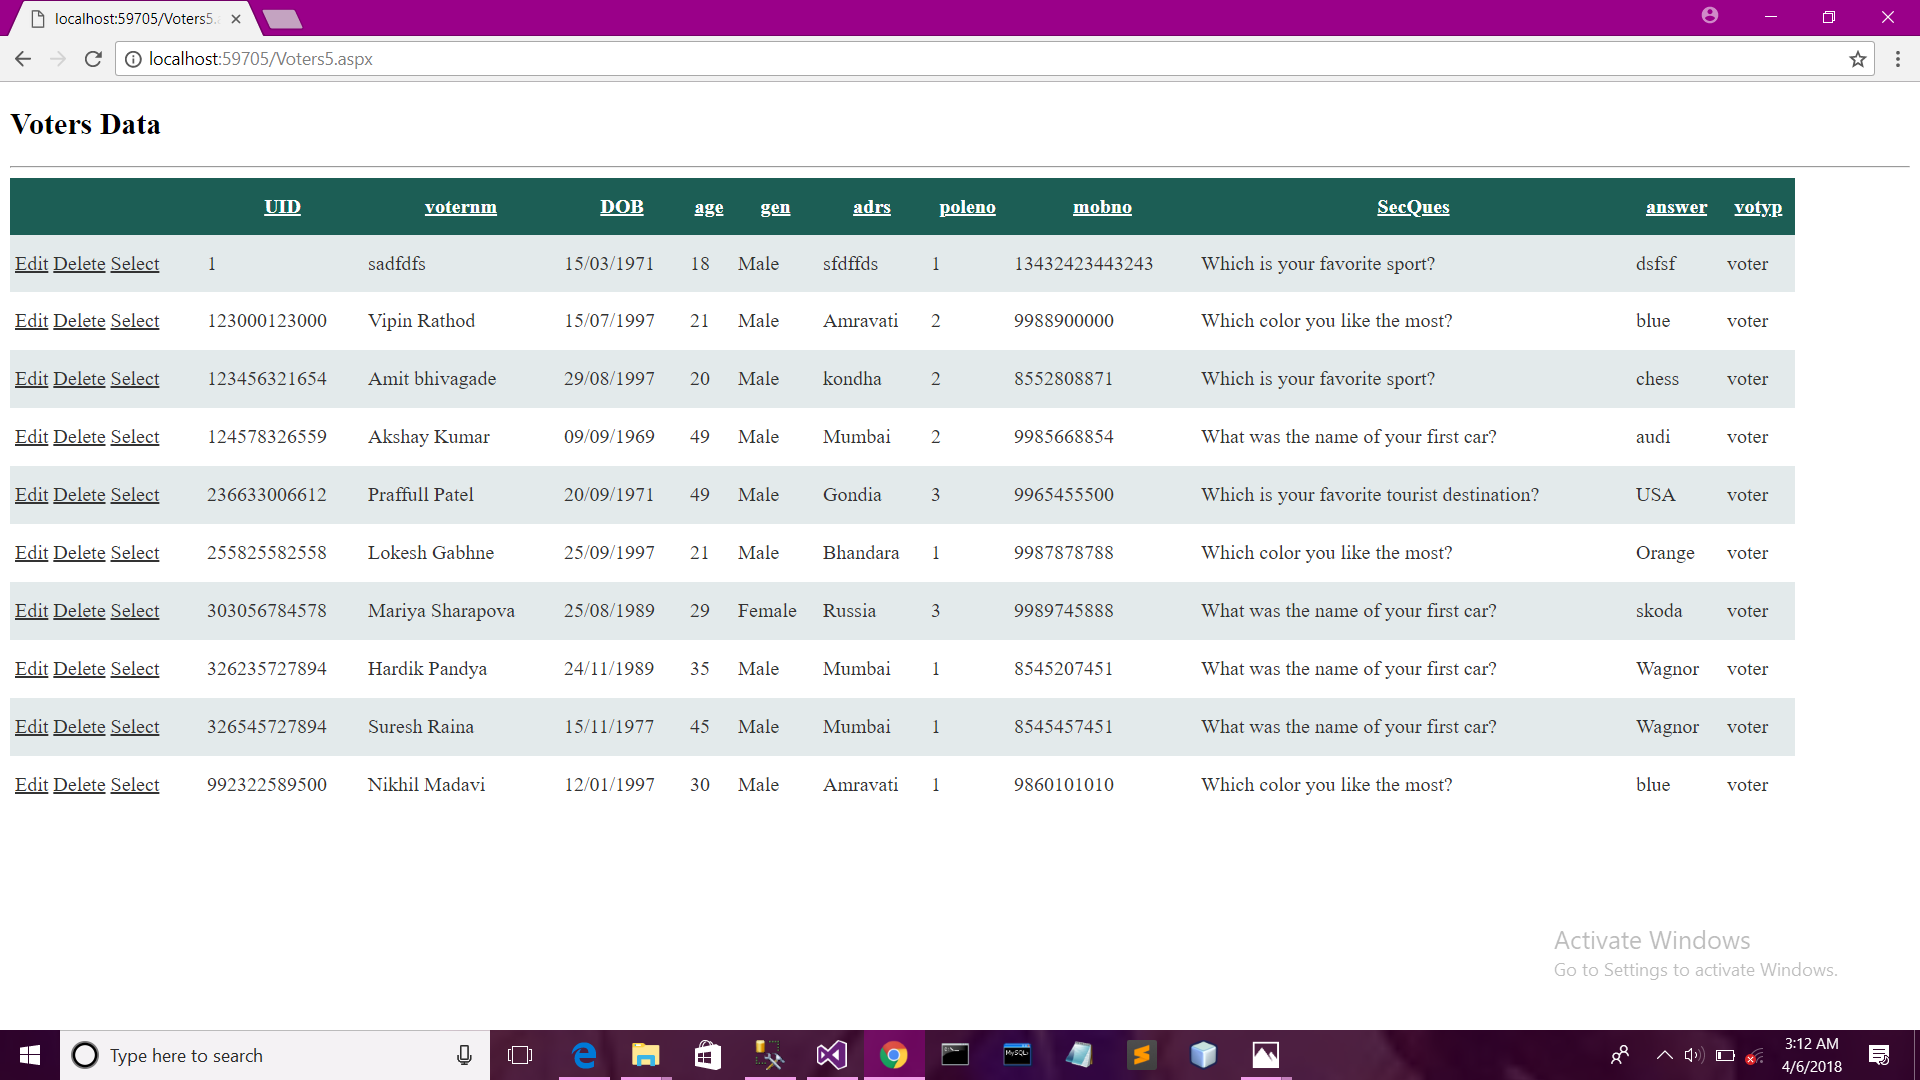 localhost:59705/Voters5.
localhost:59705/Voters5.aspx
Voters Data
UID voternm DOB age gen adrs poleno mobno SecQues answer votyp
Edit Delete Select 1 sadfdfs 15/03/1971 18 Male sfdffds 1 13432423443243 Which is your favorite sport? dsfsf voter
Edit Delete Select 123000123000 Vipin Rathod 15/07/1997 21 Male Amravati 2 9988900000 Which color you like the most? blue voter
Edit Delete Select 123456321654 Amit bhivagade 29/08/1997 20 Male kondha 2 8552808871 Which is your favorite sport? chess voter
Edit Delete Select 124578326559 Akshay Kumar 09/09/1969 49 Male Mumbai 2 9985668854 What was the name of your first car? audi voter
Edit Delete Select 236633006612 Praffull Patel 20/09/1971 49 Male Gondia 3 9965455500 Which is your favorite tourist destination? USA voter
Edit Delete Select 255825582558 Lokesh Gabhne 25/09/1997 21 Male Bhandara 1 9987878788 Which color you like the most? Orange voter
Edit Delete Select 303056784578 Mariya Sharapova 25/08/1989 29 Female Russia 3 9989745888 What was the name of your first car? skoda voter
Edit Delete Select 326235727894 Hardik Pandya 24/11/1989 35 Male Mumbai 1 8545207451 What was the name of your first car? Wagnor voter
Edit Delete Select 326545727894 Suresh Raina 15/11/1977 45 Male Mumbai 1 8545457451 What was the name of your first car? Wagnor voter
Edit Delete Select 992322589500 Nikhil Madavi 12/01/1997 30 Male Amravati 1 9860101010 Which color you like the most? blue voter
Activate Windows
Go to Settings to activate Windows.
Type here to search
3:12 AM
4/6/2018